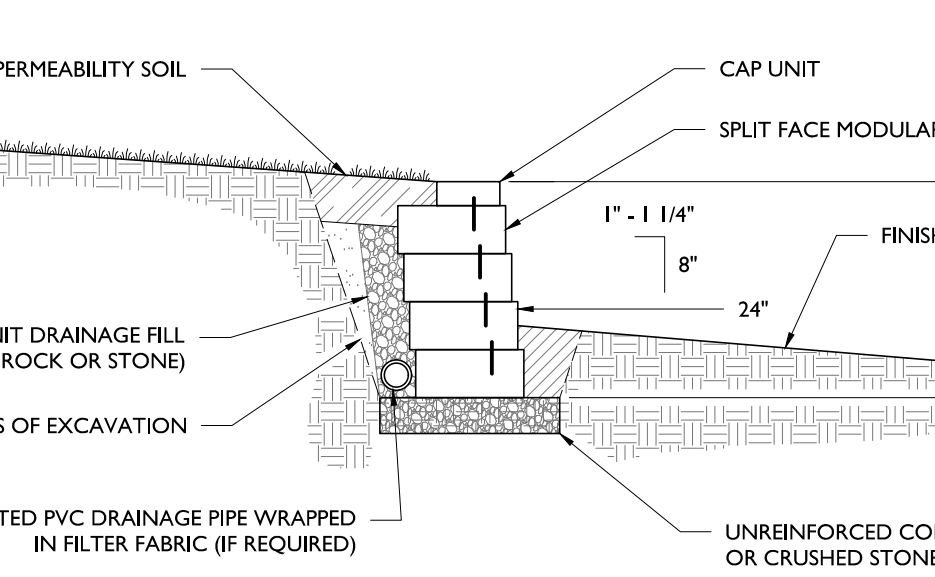 PERMEABILITY SOIL
CAP UNIT
SPLIT FACE MODULAR
1" - 1 1/4"
8"
FINISH
24"
NIT DRAINAGE FILL
ROCK OR STONE)
S OF EXCAVATION
TED PVC DRAINAGE PIPE WRAPPED
IN FILTER FABRIC (IF REQUIRED)
UNREINFORCED CO
OR CRUSHED STONE